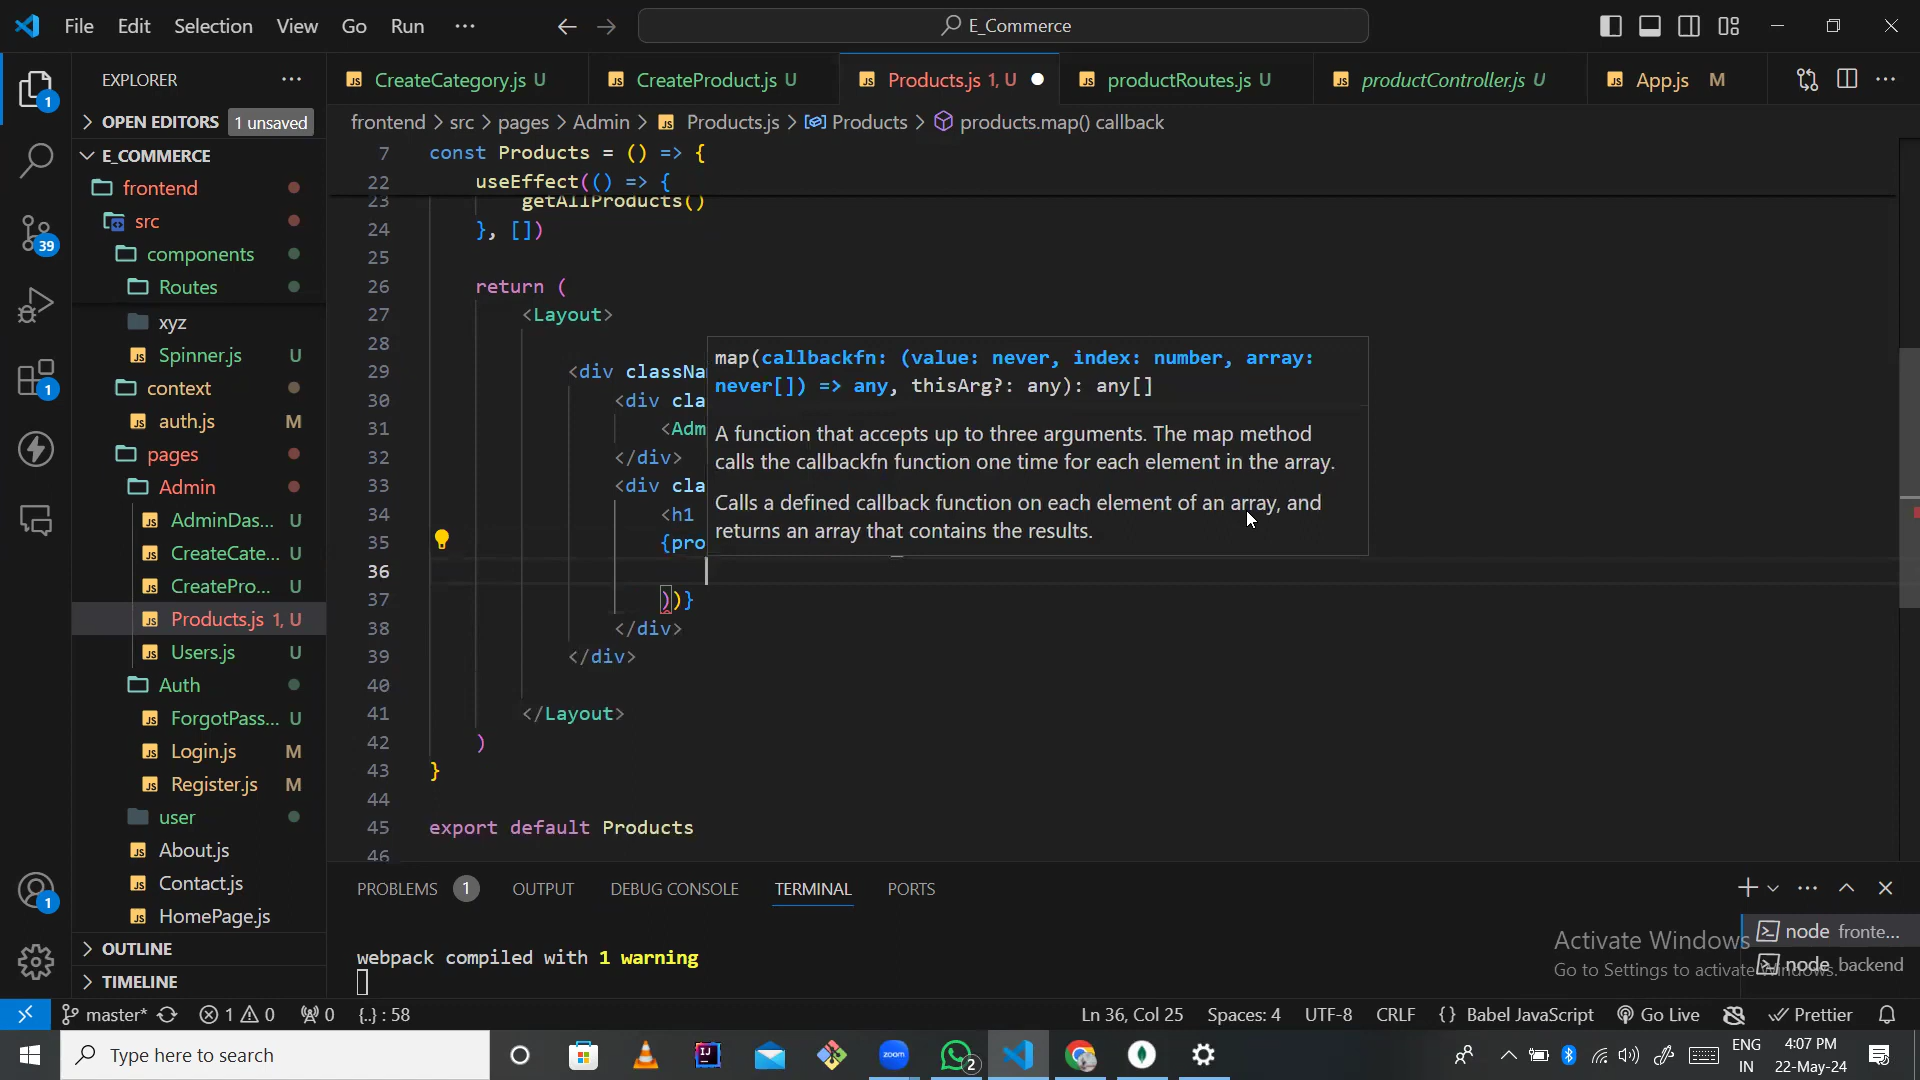 File Edit Selection View Go Run ···
E_Commerce
EXPLORER ···
OPEN EDITORS 1 unsaved
E_COMMERCE
frontend
src
components
Routes
xyz
Spinner.js U
context
auth.js M
pages
Admin
AdminDas... U
CreateCate... U
CreatePro... U
Products.js 1, U
Users.js U
Auth
ForgotPass... U
Login.js M
Register.js M
user
About.js
Contact.js
HomePage.js
OUTLINE
TIMELINE
1
39
1
1
CreateCategory.js U CreateProduct.js U Products.js 1, U productRoutes.js U productController.js U App.js M
frontend > src > pages > Admin > Products.js > Products > products.map() callback
7 const Products = () => {
22 useEffect(() => {
23 getAllProducts()
24 }, [])
25
26 return (
27 <Layout>
28
29 <div classNa
30 <div cla
31 <Adm
32 </div>
33 <div cla
34 <h1
35 {pro
36
37 ))}
38 </div>
39 </div>
40
41 </Layout>
42 )
43 }
44
45 export default Products
46
map(callbackfn: (value: never, index: number, array:
never[]) => any, thisArg?: any): any[]
A function that accepts up to three arguments. The map method
calls the callbackfn function one time for each element in the array.
Calls a defined callback function on each element of an array, and
returns an array that contains the results.
PROBLEMS 1 OUTPUT DEBUG CONSOLE TERMINAL PORTS
webpack compiled with 1 warning
node fronte...
node backend
Activate Windows
Go to Settings to activate Windows.
master* 1 0 0 {..} : 58
Ln 36, Col 25 Spaces: 4 UTF-8 CRLF {} Babel JavaScript Go Live Prettier
Type here to search
zoom
2
ENG
IN
4:07 PM
22-May-24